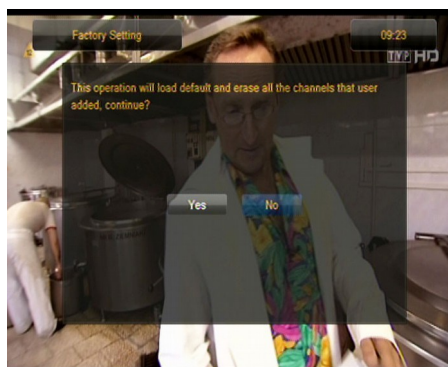 Factory Setting
09:23
TVP HD
This operation will load default and erase all the channels that user
added, continue?
Yes
No